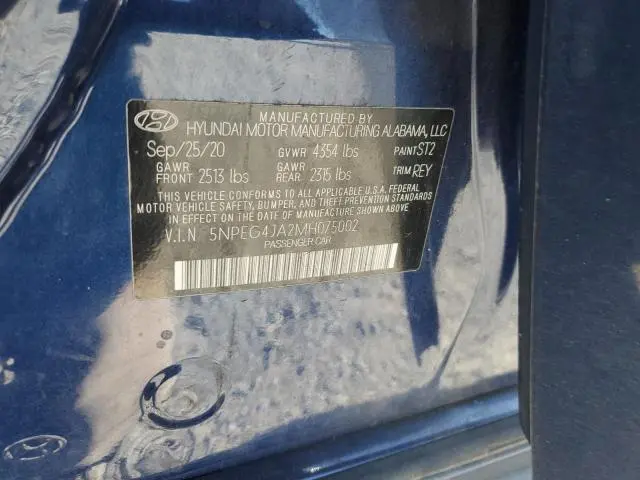 MANUFACTURED BY
HYUNDAI MOTOR MANUFACTURING ALABAMA, LLC
Sep/25/20 GVWR 4354 lbs PAINT ST2
GAWR FRONT 2513 lbs GAWR REAR. 2315 lbs TRIM REY
THIS VEHICLE CONFORMS TO ALL APPLICABLE U.S.A. FEDERAL
MOTOR VEHICLE SAFETY, BUMPER, AND THEFT PREVENTION STANDARDS
IN EFFECT ON THE DATE OF MANUFACTURE SHOWN ABOVE.
V.I.N 5NPEG4JA2MH075002
PASSENGER CAR